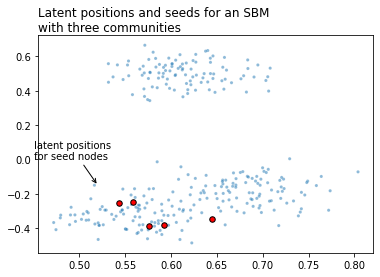 Latent positions and seeds for an SBM
with three communities
0.6
0.4
0.2
0.0
−0.2
−0.4
latent positions
for seed nodes
0.50 0.55 0.60 0.65 0.70 0.75 0.80